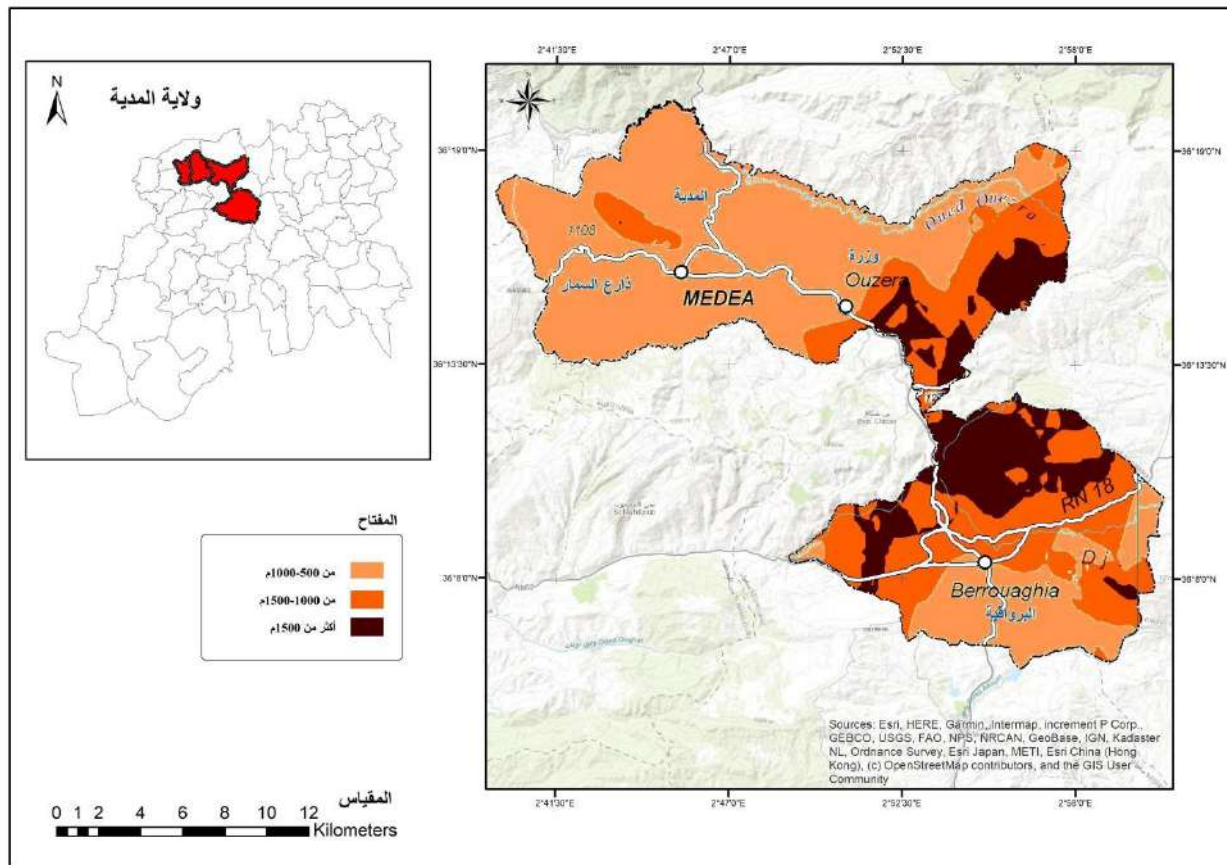 N
ولاية المدية
2°41'30"E
2°47'0"E
2°52'30"E
2°58'0"E
36°19'0"N
36°19'0"N
المدية
Oued Ouzera
1108
ذارع السمار
MEDEA
وزرة
Ouzera
36°13'30"N
36°13'30"N
RN 18
Dj
36°8'0"N
36°8'0"N
Berrouaghia
البرواقية
Sources: Esri, HERE, Garmin, Intermap, increment P Corp.,
GEBCO, USGS, FAO, NPS, NRCAN, GeoBase, IGN, Kadaster
NL, Ordnance Survey, Esri Japan, METI, Esri China (Hong
Kong), (c) OpenStreetMap contributors, and the GIS User
Community
2°41'30"E
2°47'0"E
2°52'30"E
2°58'0"E
المفتاح
من 500-1000م
من 1000-1500م
أكثر من 1500م
المقياس
0 1 2 4 6 8 10 12
Kilometers